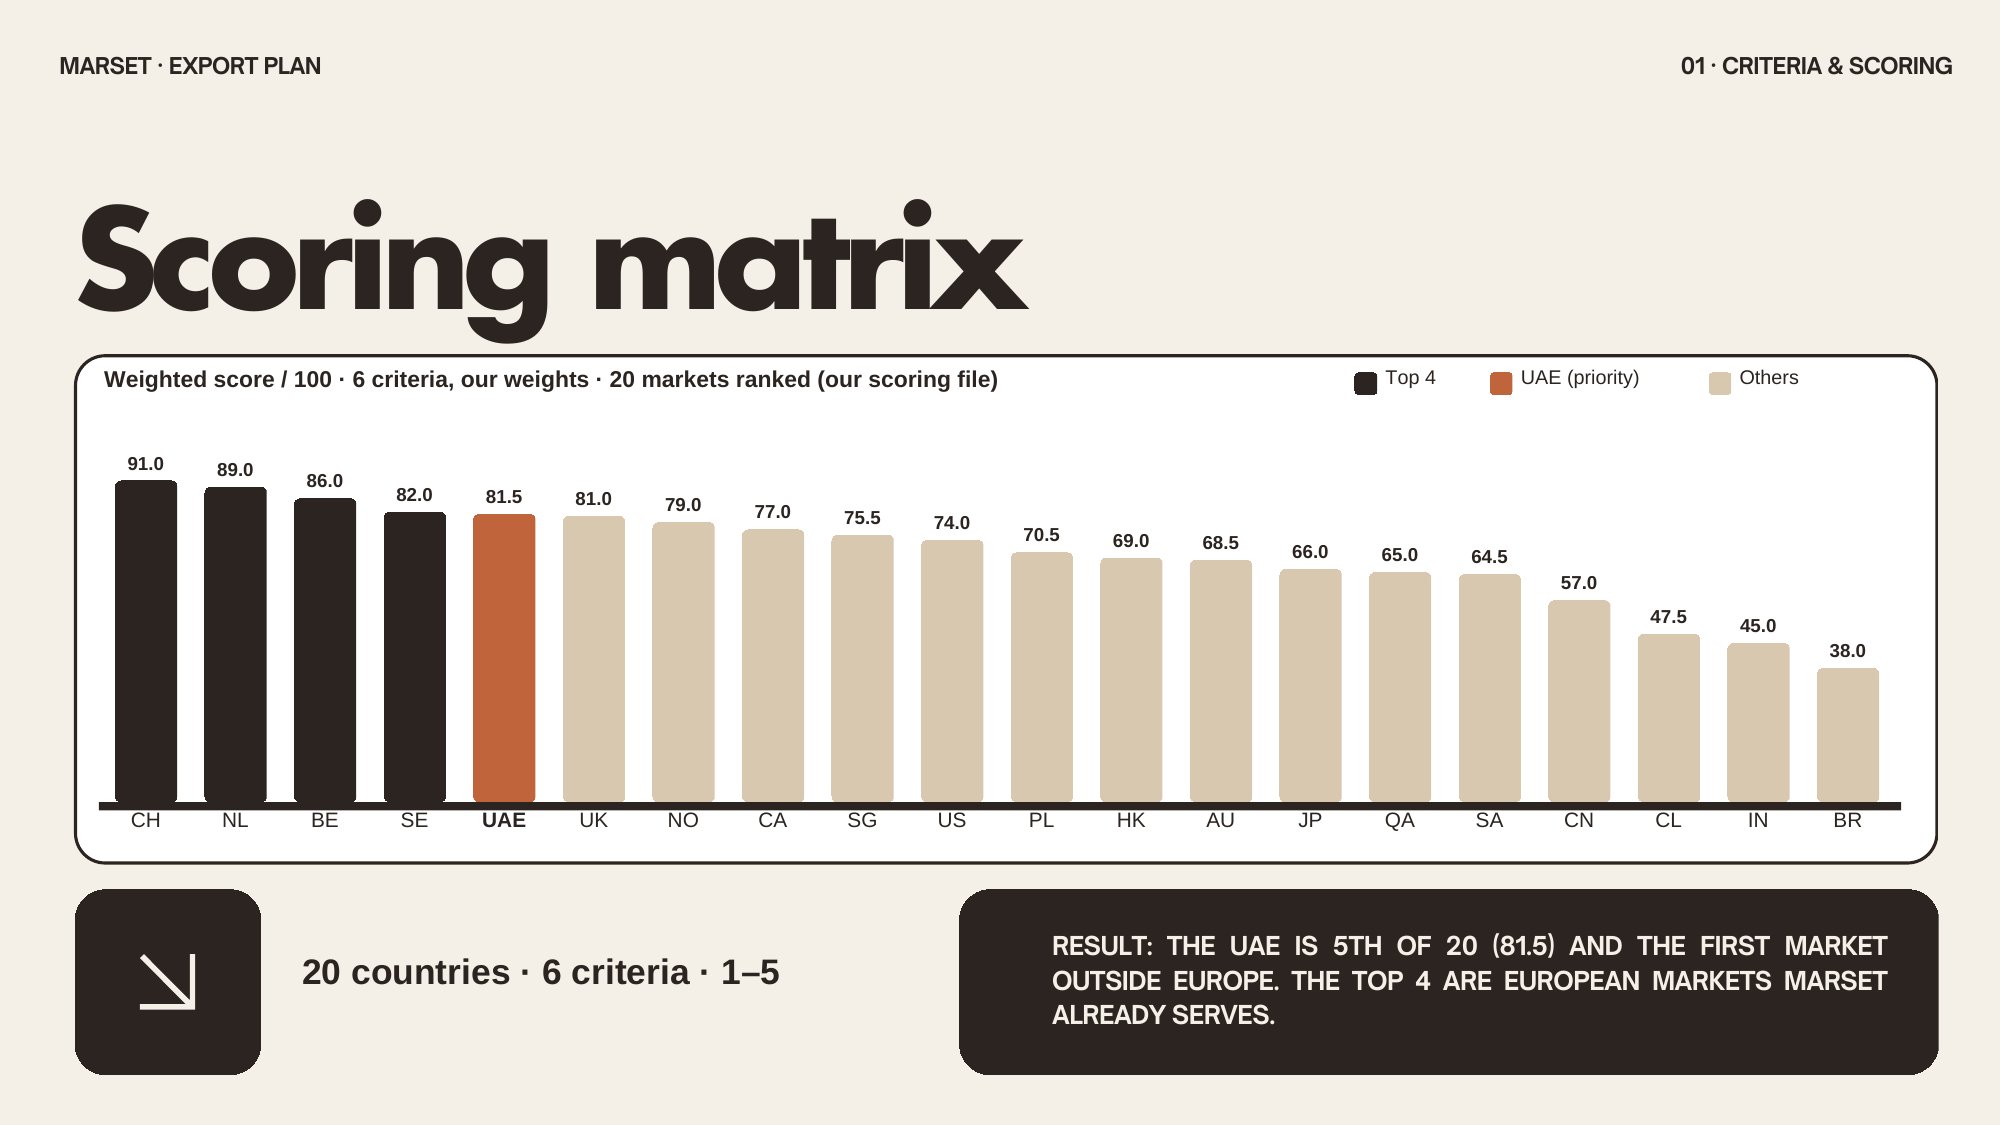 MARSET · EXPORT PLAN
01 · CRITERIA & SCORING
Scoring matrix
Weighted score / 100 · 6 criteria, our weights · 20 markets ranked (our scoring file)
Top 4
UAE (priority)
Others
91.0
89.0
86.0
82.0
81.5
81.0
79.0
77.0
75.5
74.0
70.5
69.0
68.5
66.0
65.0
64.5
57.0
47.5
45.0
38.0
CH
NL
BE
SE
UAE
UK
NO
CA
SG
US
PL
HK
AU
JP
QA
SA
CN
CL
IN
BR
20 countries · 6 criteria · 1–5
RESULT: THE UAE IS 5TH OF 20 (81.5) AND THE FIRST MARKET
OUTSIDE EUROPE. THE TOP 4 ARE EUROPEAN MARKETS MARSET
ALREADY SERVES.